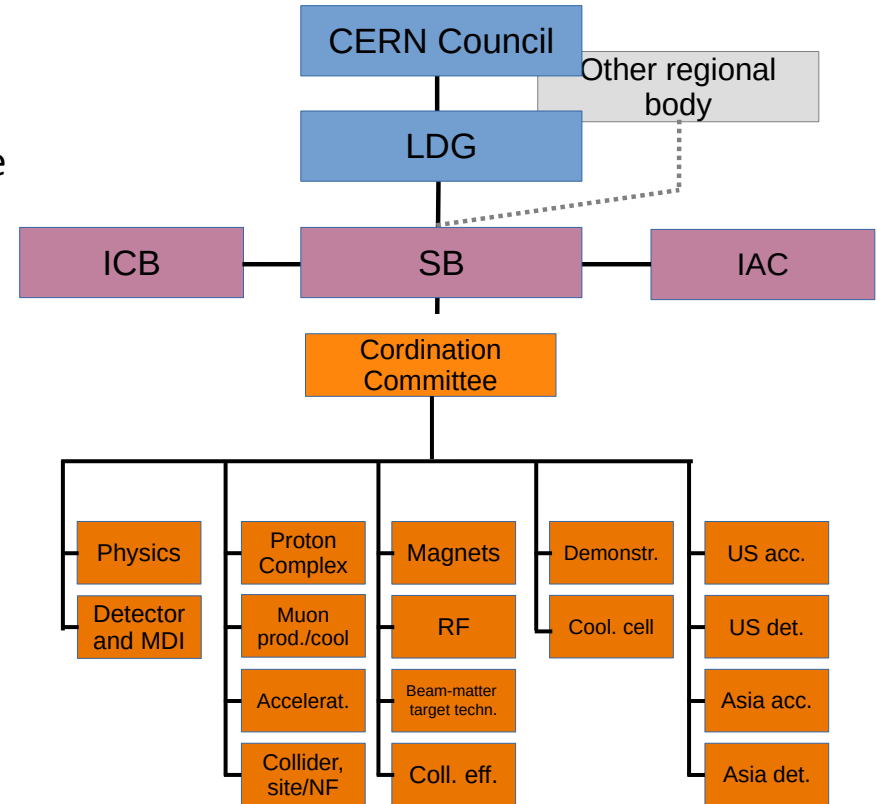 CERN Council
Other regional
body
LDG
e
ICB
SB
IAC
Cordination
Committee
Physics
Detector
and MDI
Proton
Complex
Muon
prod./cool
Accelerat.
Collider,
site/NF
Magnets
RF
Beam-matter
target techn.
Coll. eff.
Demonstr.
Cool. cell
US acc.
US det.
Asia acc.
Asia det.